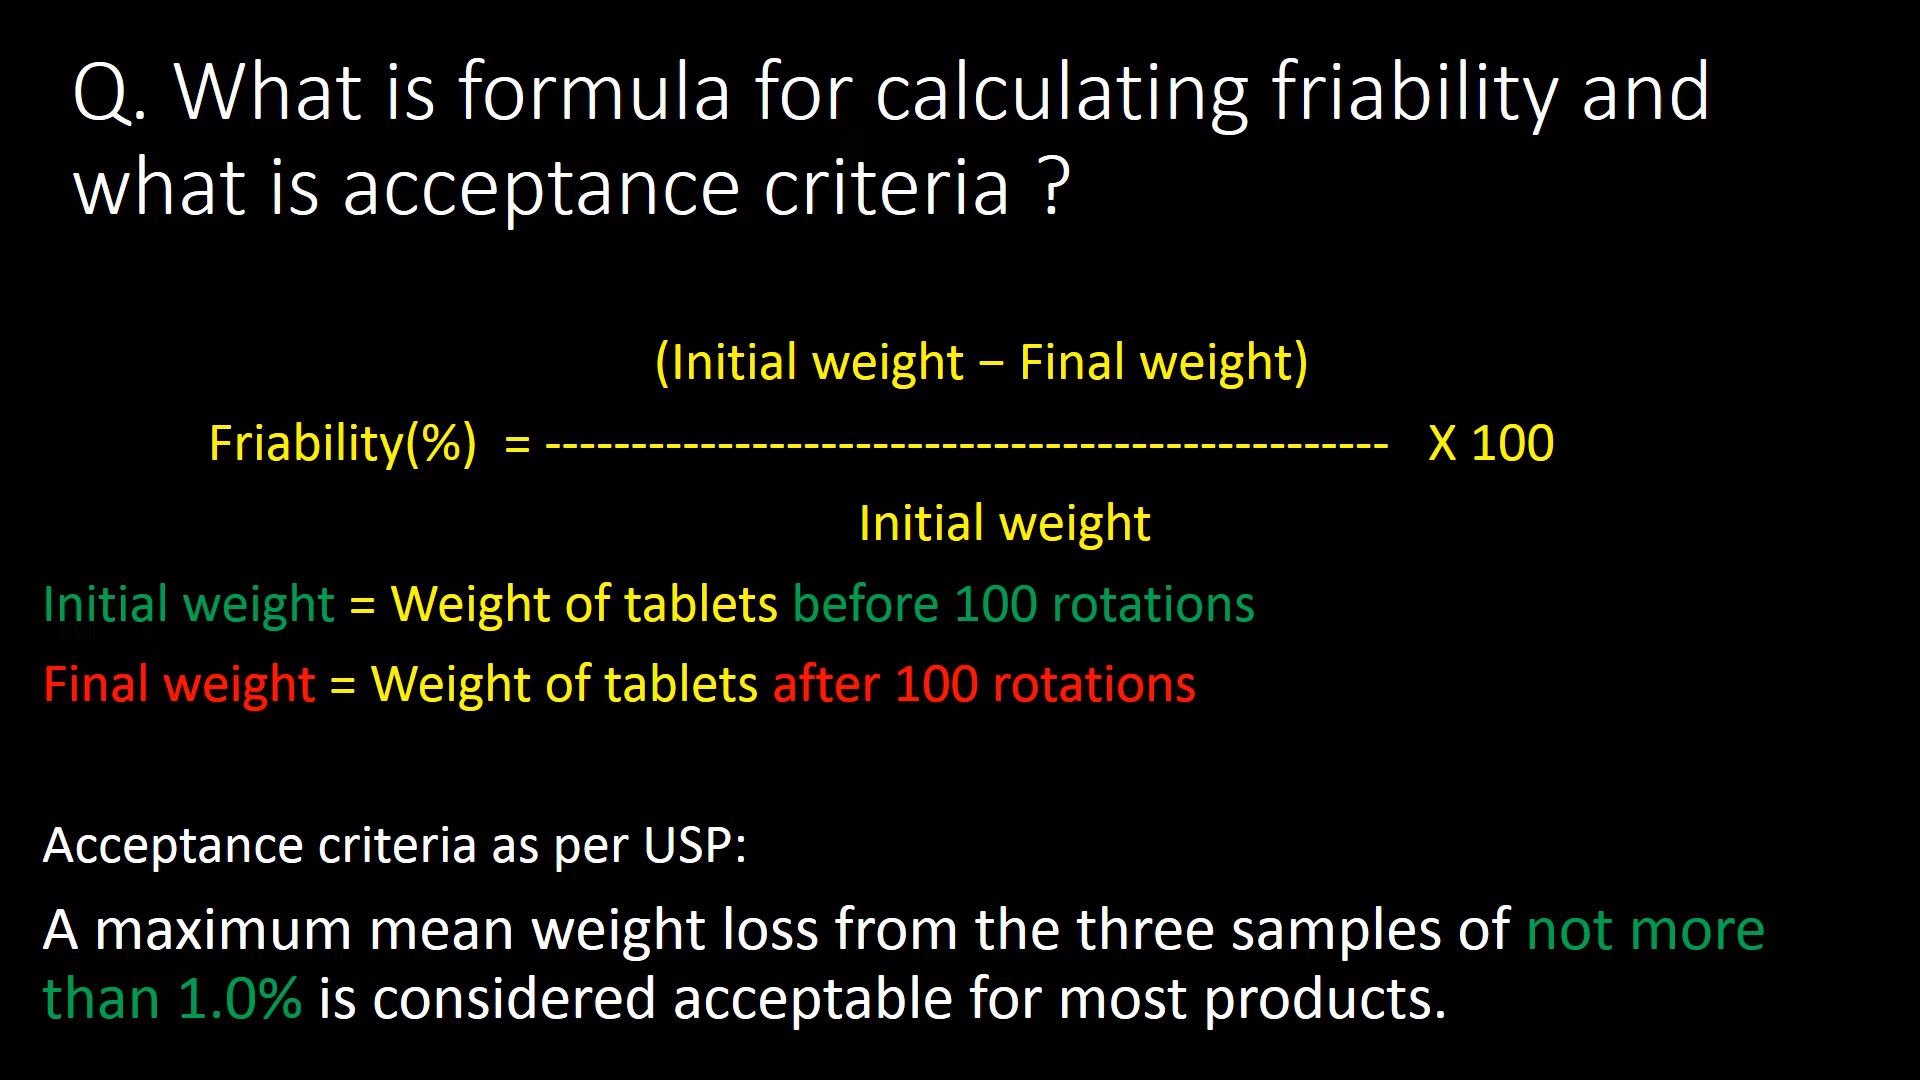 Q. What is formula for calculating friability and
what is acceptance criteria ?
(Initial weight – Final weight)
Friability(%) = ------------------------------------------------- X 100
Initial weight
Initial weight = Weight of tablets before 100 rotations
Final weight = Weight of tablets after 100 rotations
Acceptance criteria as per USP:
A maximum mean weight loss from the three samples of not more
than 1.0% is considered acceptable for most products.